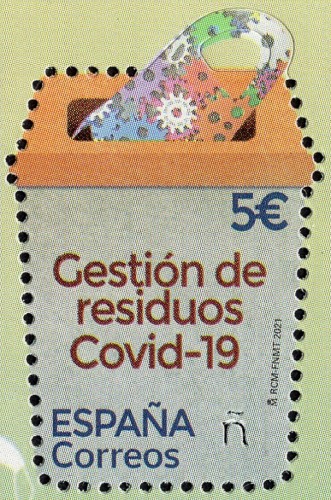 5€
Gestión de
residuos
Covid-19
ESPAÑA
Correos
ñ
RCM-FNMT 2021